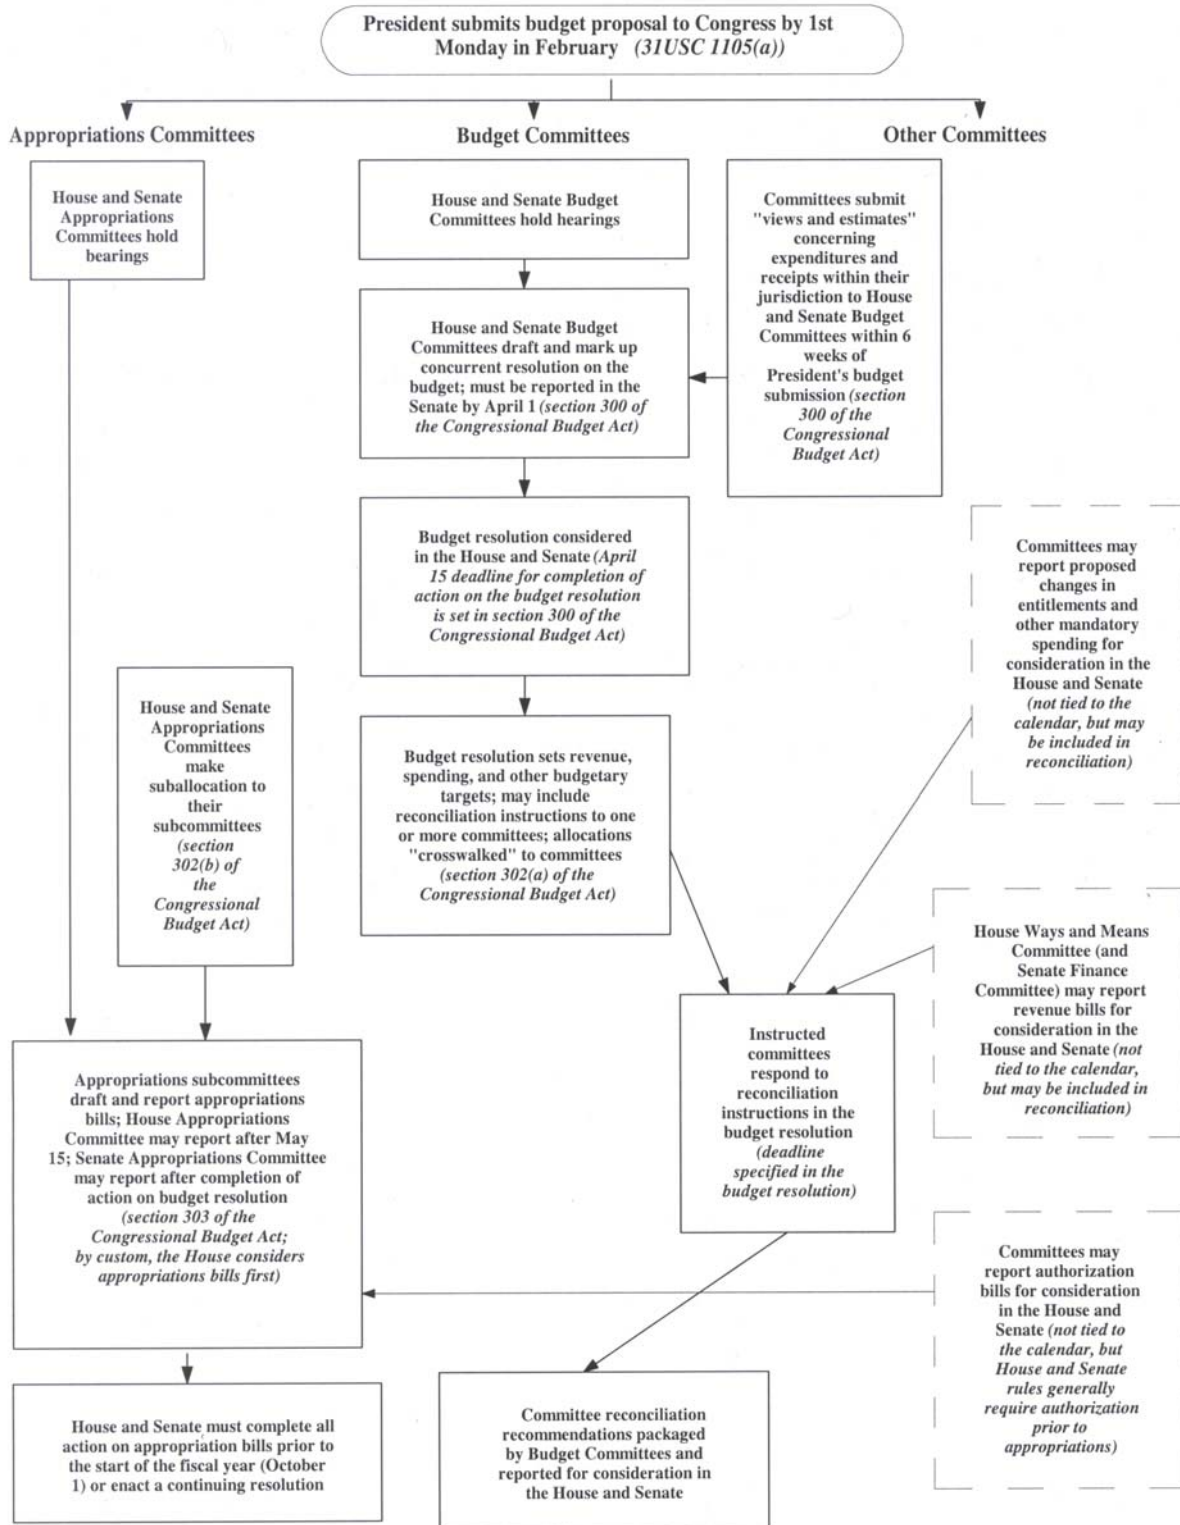 President submits budget proposal to Congress by 1st
Monday in February (31USC 1105(a))
Appropriations Committees
Budget Committees
Other Committees
House and Senate
Appropriations
Committees hold
bearings
House and Senate Budget
Committees hold hearings
Committees submit
"views and estimates"
concerning
expenditures and
receipts within their
jurisdiction to House
and Senate Budget
Committees within 6
weeks of
President's budget
submission (section
300 of the
Congressional
Budget Act)
House and Senate Budget
Committees draft and mark up
concurrent resolution on the
budget; must be reported in the
Senate by April 1 (section 300 of
the Congressional Budget Act)
Budget resolution considered
in the House and Senate (April
15 deadline for completion of
action on the budget resolution
is set in section 300 of the
Congressional Budget Act)
Committees may
report proposed
changes in
entitlements and
other mandatory
spending for
consideration in the
House and Senate
(not tied to the
calendar, but may
be included in
reconciliation)
House and Senate
Appropriations
Committees
make
suballocation to
their
subcommittees
(section
302(b) of
the
Congressional
Budget Act)
Budget resolution sets revenue,
spending, and other budgetary
targets; may include
reconciliation instructions to one
or more committees; allocations
"crosswalked" to committees
(section 302(a) of the
Congressional Budget Act)
House Ways and Means
Committee (and
Senate Finance
Committee) may report
revenue bills for
consideration in the
House and Senate (not
tied to the calendar,
but may be included in
reconciliation)
Instructed
committees
respond to
reconciliation
instructions in the
budget resolution
(deadline
specified in the
budget resolution)
Appropriations subcommittees
draft and report appropriations
bills; House Appropriations
Committee may report after May
15; Senate Appropriations Committee
may report after completion of
action on budget resolution
(section 303 of the
Congressional Budget Act;
by custom, the House considers
appropriations bills first)
Committees may
report authorization
bills for consideration
in the House and
Senate (not tied to
the calendar, but
House and Senate
rules generally
require authorization
prior to
appropriations)
House and Senate must complete all
action on appropriation bills prior to
the start of the fiscal year (October
1) or enact a continuing resolution
Committee reconciliation
recommendations packaged
by Budget Committees and
reported for consideration in
the House and Senate